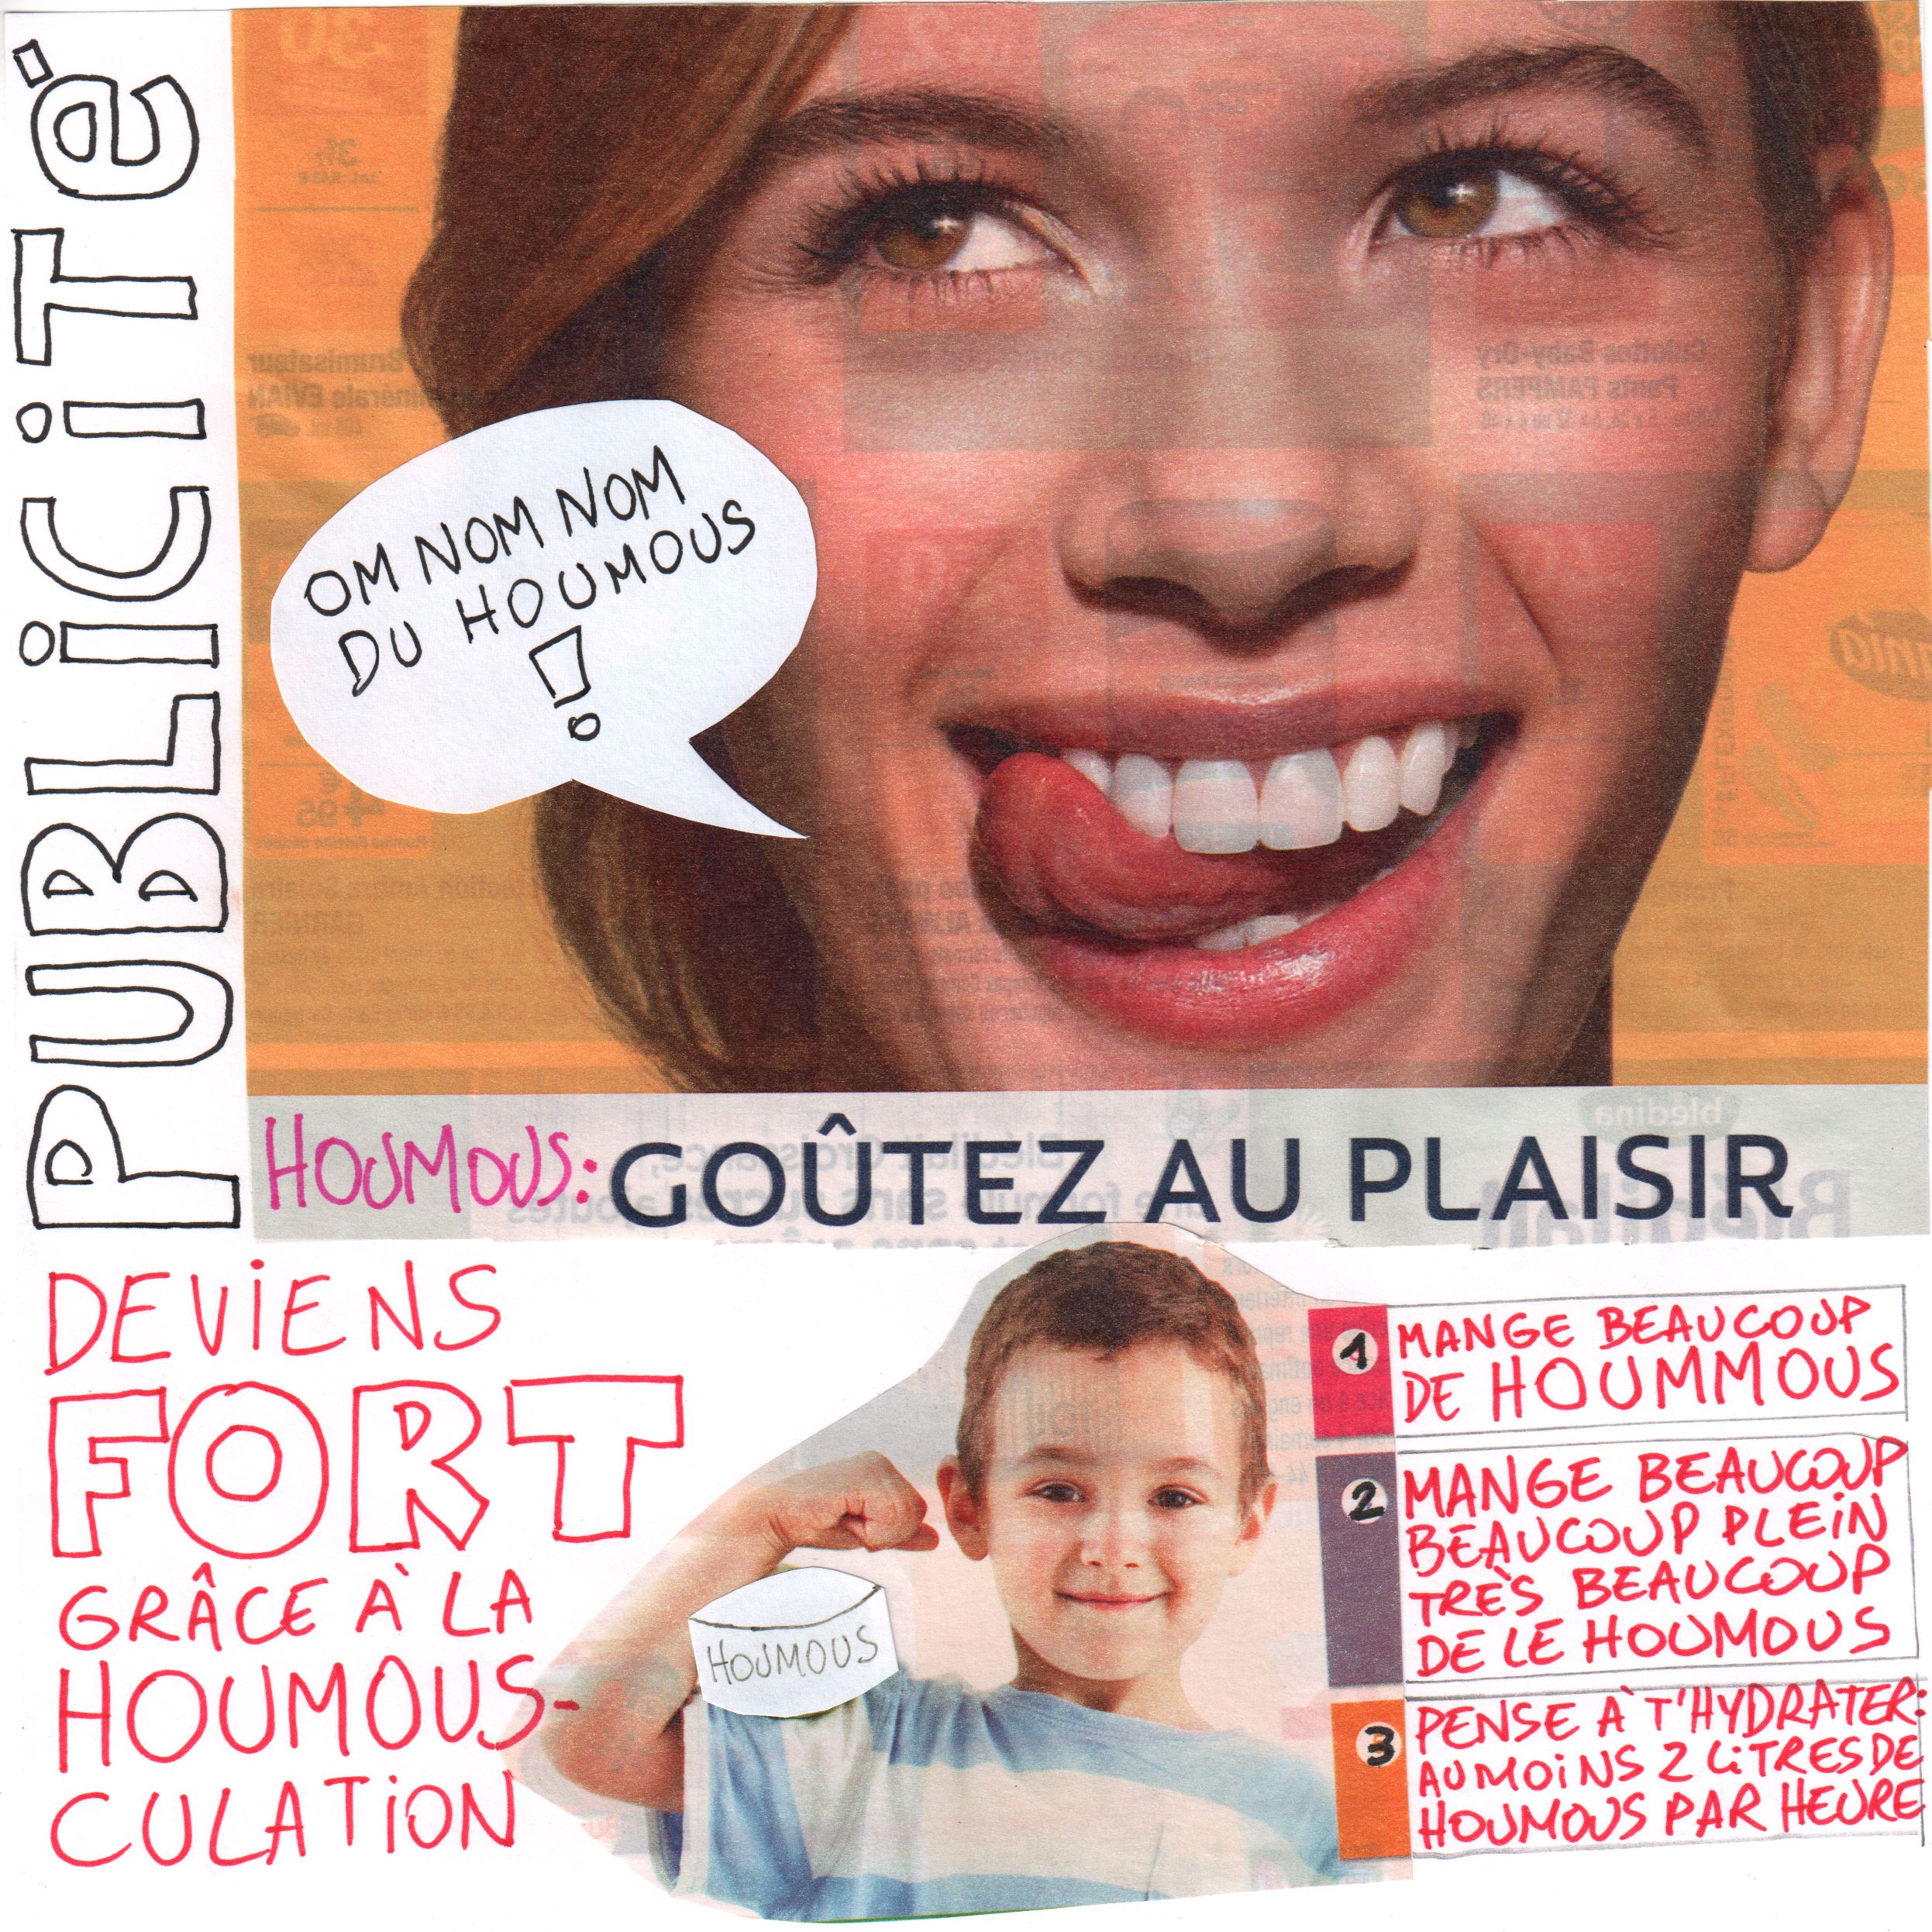 PUBLiCiTé
OM NOM NOM
DU HOUMOUS
!
HOUMOUS: GOÛTEZ AU PLAISIR
DEViENS
FORT
GRÂCE À LA
HOUMOUS-
CULATiON
HOUMOUS
1 MANGE BEAUCOUP
DE HOUMMOUS
2 MANGE BEAUCOUP
BEAUCOUP PLEiN
TRÈS BEAUCOUP
DE LE HOUMOUS
3 PENSE À T'HYDRATER:
AU MOiNS 2 LiTRES DE
HOUMOUS PAR HEURE